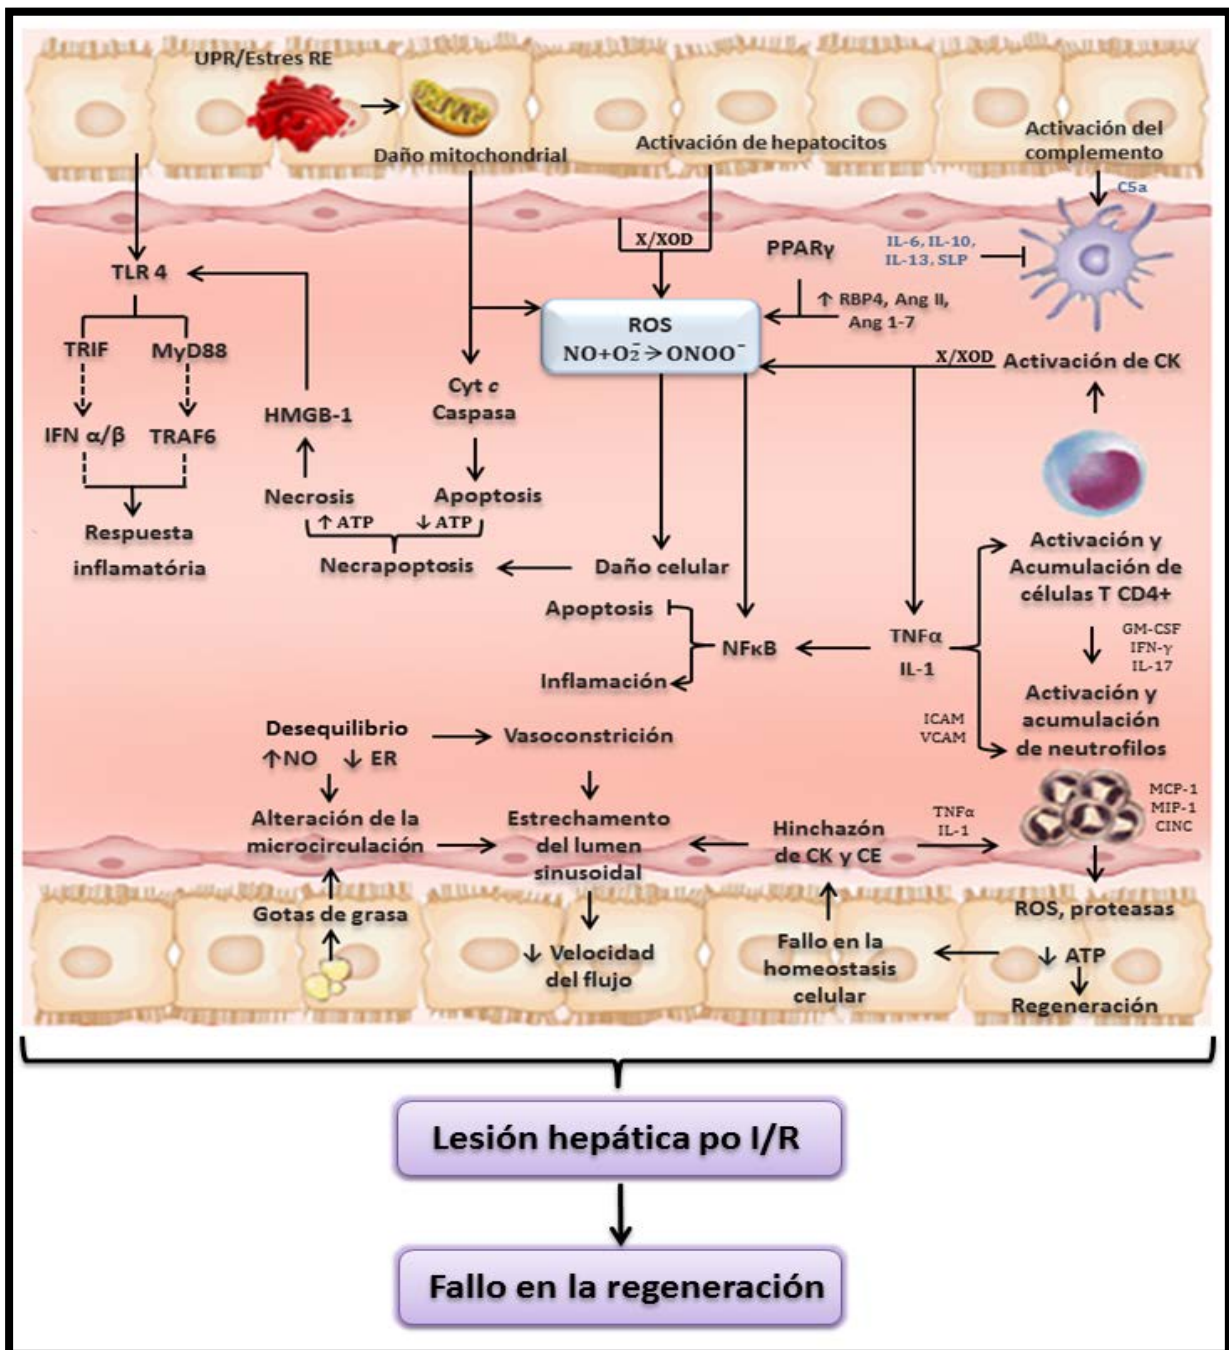 UPR/Estres RE
Daño mitochondrial
Activación de hepatocitos
Activación del
complemento
C5a
X/XOD
PPARγ
IL-6, IL-10,
IL-13, SLP
TLR 4
↑ RBP4, Ang II,
Ang 1-7
ROS
NO+O₂⁻→ONOO⁻
TRIF
MyD88
X/XOD
Activación de CK
Cyt c
Caspasa
HMGB-1
IFN α/β
TRAF6
Necrosis
Apoptosis
↑ ATP
↓ ATP
Respuesta
inflamatória
Necrapoptosis
Daño celular
Activación y
Acumulación de
células T CD4+
Apoptosis
NFκB
TNFα
IL-1
GM-CSF
IFN-γ
IL-17
Inflamación
Activación y
acumulación
de neutrofilos
ICAM
VCAM
Desequilibrio
↑NO ↓ ER
Vasoconstrición
MCP-1
MIP-1
CINC
Alteración de la
microcirculación
Estrechamento
del lumen
sinusoidal
Hinchazón
de CK y CE
TNFα
IL-1
Gotas de grasa
↓ Velocidad
del flujo
Fallo en la
homeostasis
celular
ROS, proteasas
↓ ATP
Regeneración
Lesión hepática po I/R
Fallo en la regeneración